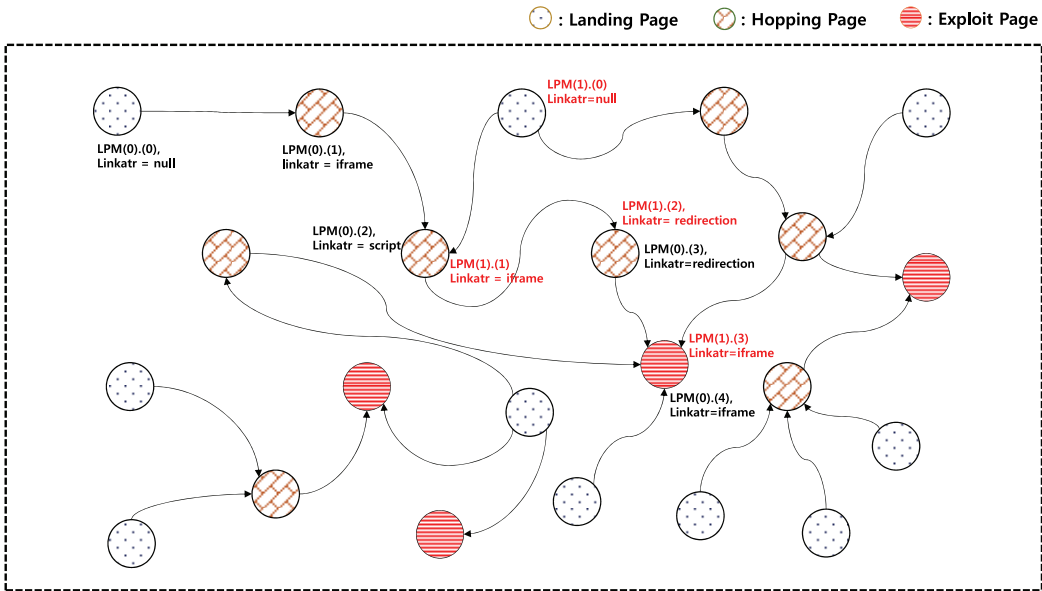 : Landing Page
: Hopping Page
: Exploit Page
LPM(1).(0)
Linkatr=null
LPM(0).(0),
Linkatr = null
LPM(0).(1),
linkatr = iframe
LPM(1).(2),
Linkatr= redirection
LPM(0).(2),
Linkatr = script
LPM(0).(3),
Linkatr=redirection
LPM(1).(1)
Linkatr = iframe
LPM(1).(3)
Linkatr=iframe
LPM(0).(4),
Linkatr=iframe